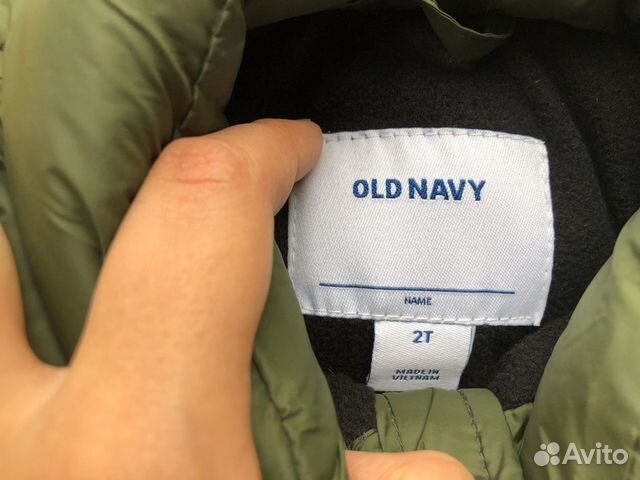 OLD NAVY
NAME
2T
MADE IN
VIETNAM
Avito